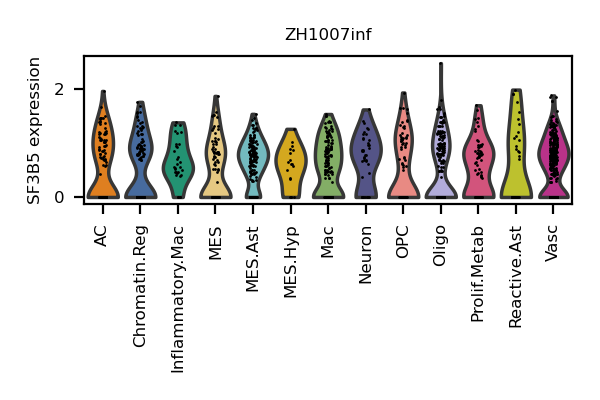 ZH1007inf
SF3B5 expression
2
0
AC
Chromatin.Reg
Inflammatory.Mac
MES
MES.Ast
MES.Hyp
Mac
Neuron
OPC
Oligo
Prolif.Metab
Reactive.Ast
Vasc